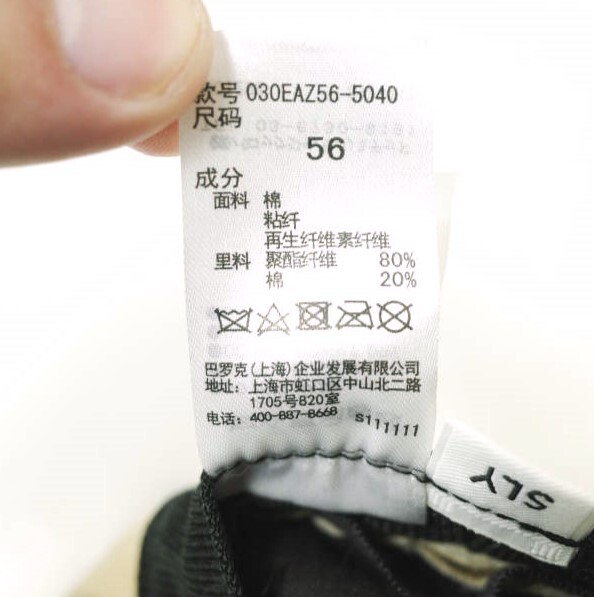 款号 030EAZ56-5040
尺码
56
成分
面料 棉
粘纤
再生纤维素纤维
里料 聚酯纤维 80%
棉 20%
巴罗克(上海)企业发展有限公司
地址: 上海市虹口区中山北二路
1705号820室
电话: 400-887-8668 S111111
SLY